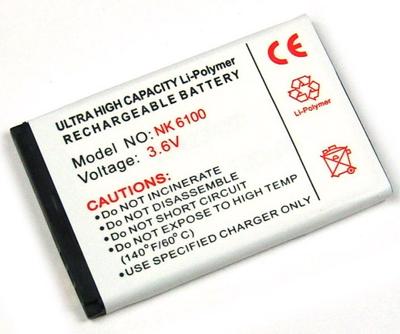 ULTRA HIGH CAPACITY Li-Polymer
RECHARGEABLE BATTERY
Model NO: NK 6100
Voltage: 3.6V
CAUTIONS:
DO NOT INCINERATE
DO NOT DISASSEMBLE
DO NOT SHORT CIRCUIT
DO NOT EXPOSE TO HIGH TEMP
(140°F/60°C)
USE SPECIFIED CHARGER ONLY
CE
Li-Polymer